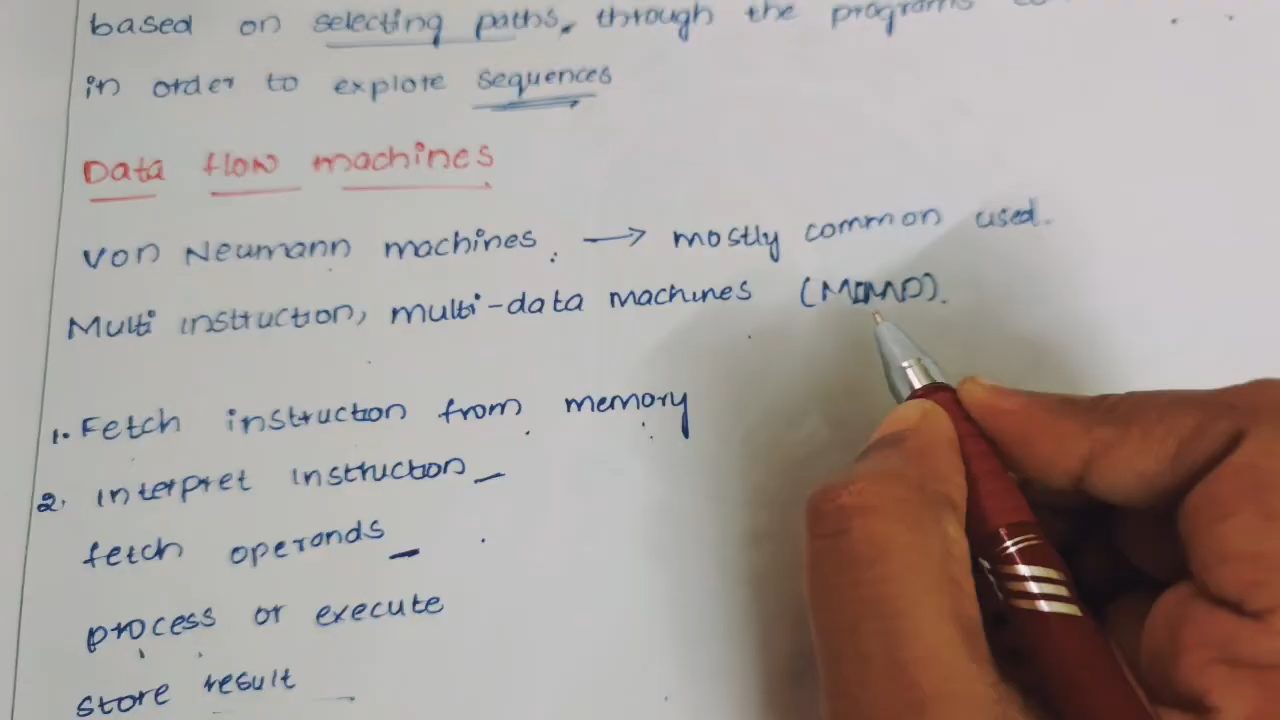 based on selecting paths, through the programs
in order to explore sequences
Data flow machines
Von Neumann machines. → mostly common used.
Multi instruction, multi-data machines (MIMD).
1. Fetch instruction from memory
2. interpret instruction
fetch operands
process or execute
store result